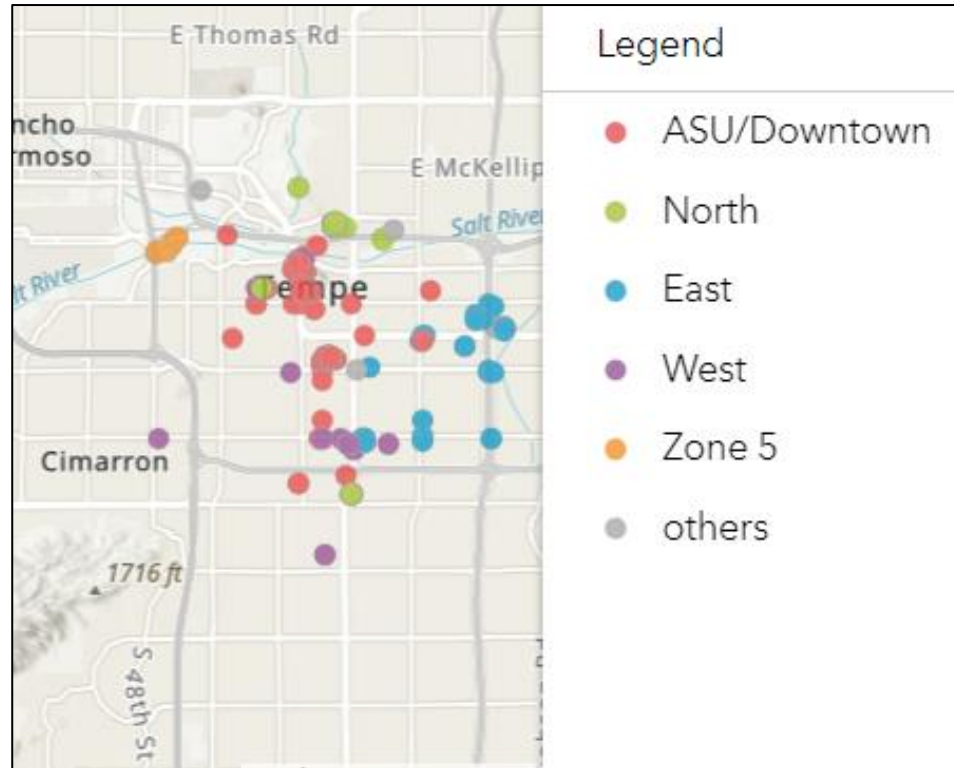 E Thomas Rd
ncho
rmoso
E McKellip
Salt River
lt River
Tempe
Cimarron
1716 ft
S 48th St
Legend
ASU/Downtown
North
East
West
Zone 5
others